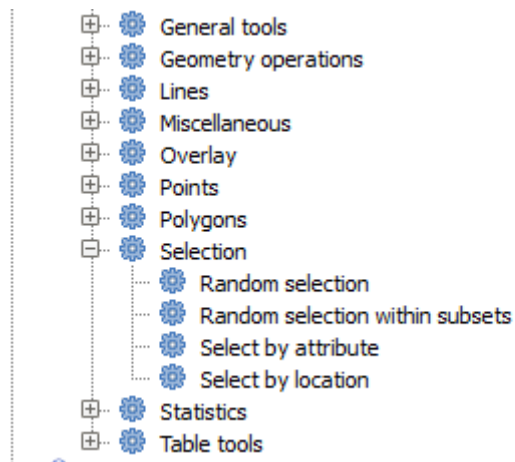 General tools
Geometry operations
Lines
Miscellaneous
Overlay
Points
Polygons
Selection
Random selection
Random selection within subsets
Select by attribute
Select by location
Statistics
Table tools